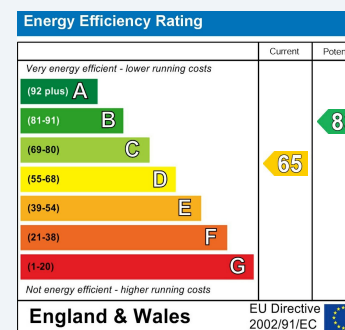 Energy Efficiency Rating
Current
Very energy efficient - lower running costs
(92 plus) A
(81-91) B
(69-80) C
(55-68) D
65
(39-54) E
(21-38) F
(1-20) G
Not energy efficient - higher running costs
England & Wales
EU Directive
2002/91/EC